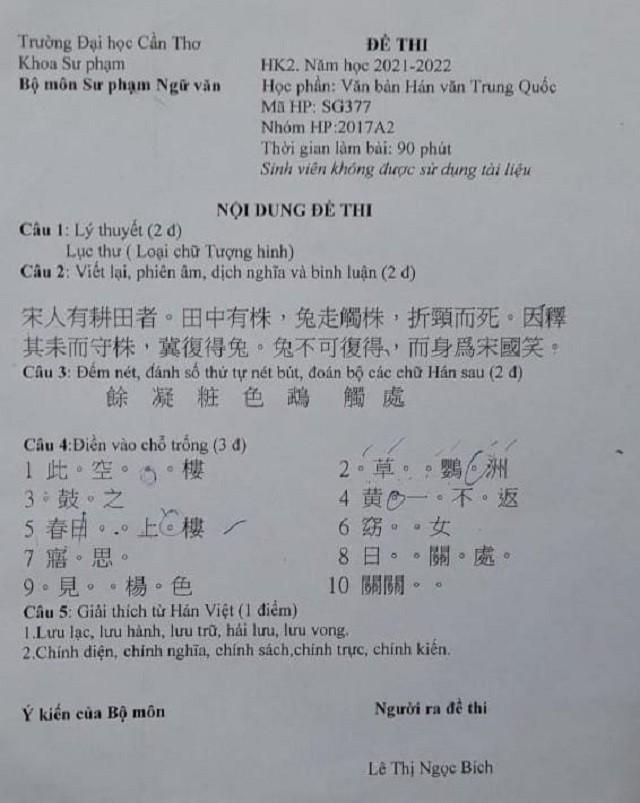 Trường Đại học Cần Thơ
Khoa Sư phạm
Bộ môn Sư phạm Ngữ văn
ĐỀ THI
HK2. Năm học 2021-2022
Học phần: Văn bản Hán văn Trung Quốc
Mã HP: SG377
Nhóm HP:2017A2
Thời gian làm bài: 90 phút
Sinh viên không được sử dụng tài liệu
NỘI DUNG ĐỀ THI
Câu 1: Lý thuyết (2 đ)
Lục thư ( Loại chữ Tượng hình)
Câu 2: Viết lại, phiên âm, dịch nghĩa và bình luận (2 đ)
宋人有耕田者。田中有株，兔走觸株，折頸而死。因釋
其耒而守株，冀復得兔。兔不可復得、，而身爲宋國笑。
Câu 3: Đếm nét, đánh số thứ tự nét bút, đoán bộ các chữ Hán sau (2 đ)
餘 凝 粧 色 鵡 觸 處
Câu 4:Điền vào chỗ trống (3 đ)
1 此。空。。。樓
2。草。。鸚。洲
3。鼓。之
4 黄。一。不。返
5 春日。。上。樓
6 窈。。女
7 寤。思。
8 日。。關。處。
9。見。。楊。色
10 關關。。
Câu 5: Giải thích từ Hán Việt (1 điểm)
1.Lưu lạc, lưu hành, lưu trữ, hải lưu, lưu vong.
2.Chính diện, chính nghĩa, chính sách,chính trực, chính kiến.
Ý kiến của Bộ môn
Người ra đề thi
Lê Thị Ngọc Bích